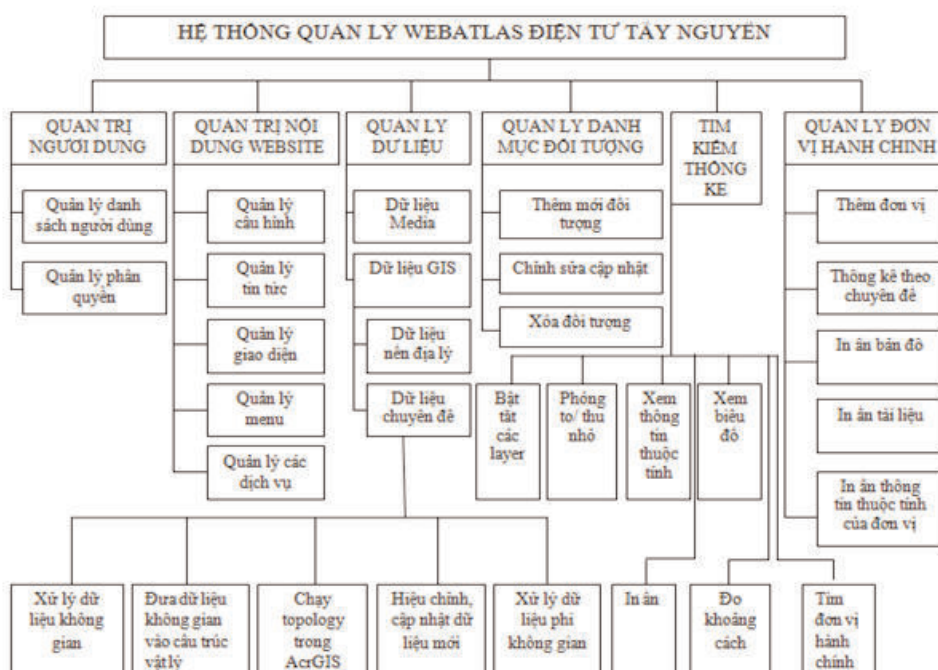 HỆ THỐNG QUẢN LÝ WEBATLAS ĐIỆN TỬ TÂY NGUYÊN
QUẢN TRỊ
NGƯỜI DÙNG
QUẢN TRỊ NỘI
DUNG WEBSITE
QUẢN LÝ
DỮ LIỆU
QUẢN LÝ DANH
MỤC ĐỐI TƯỢNG
TÌM
KIẾM
THỐNG
KÊ
QUẢN LÝ ĐƠN
VỊ HÀNH CHÍNH
Quản lý danh
sách người dùng
Quản lý phân
quyền
Quản lý
cấu hình
Quản lý
tin tức
Quản lý
giao diện
Quản lý
menu
Quản lý các
dịch vụ
Dữ liệu
Media
Dữ liệu GIS
Dữ liệu
nền địa lý
Dữ liệu
chuyên đề
Thêm mới đối
tượng
Chỉnh sửa cập nhật
Xóa đối tượng
Bật
tắt
các
layer
Phóng
to/ thu
nhỏ
Xem
thông
tin
thuộc
tính
Xem
biểu
đồ
Thêm đơn vị
Thống kê theo
chuyên đề
In ấn bản đồ
In ấn tài liệu
In ấn thông
tin thuộc tính
của đơn vị
Xử lý dữ
liệu không
gian
Đưa dữ liệu
không gian
vào cấu trúc
vật lý
Chạy
topology
trong
AcrGIS
Hiệu chỉnh,
cập nhật dữ
liệu mới
Xử lý dữ
liệu phi
không gian
In ấn
Đo
khoảng
cách
Tìm
đơn vị
hành
chính